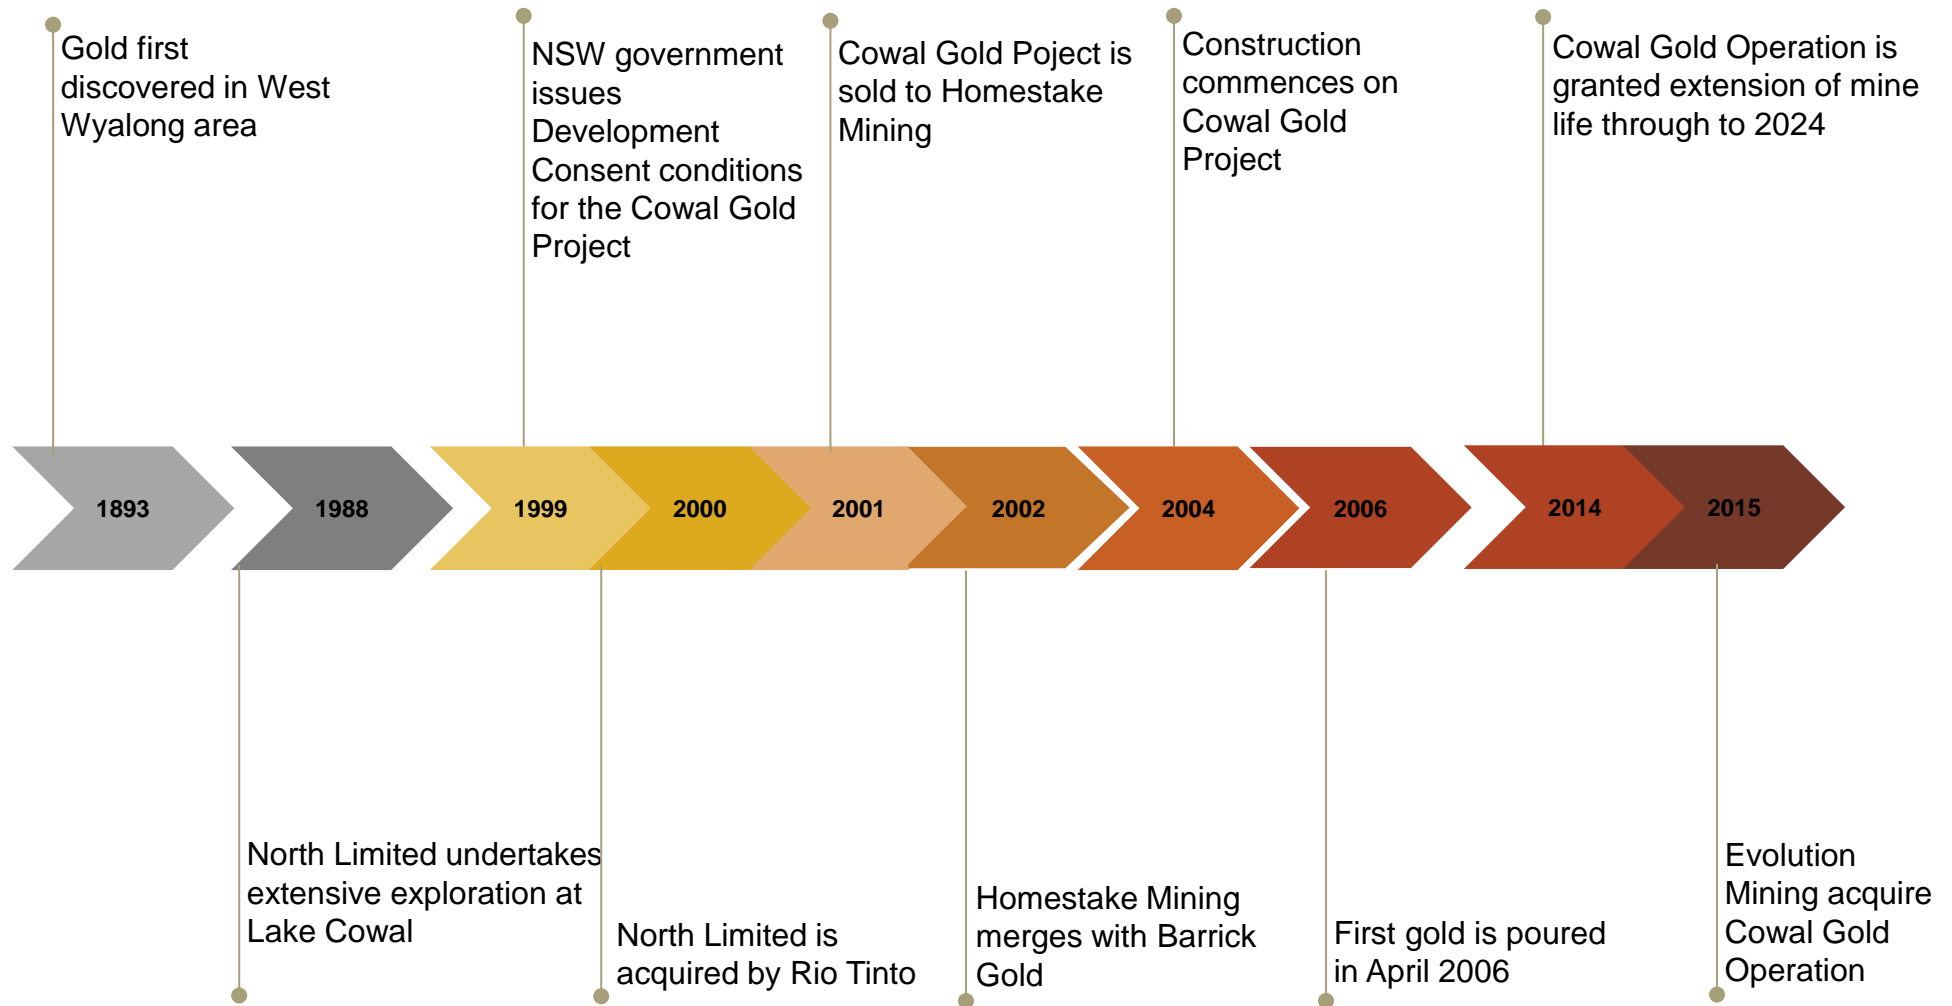 Gold first
discovered in West
Wyalong area
NSW government
issues
Development
Consent conditions
for the Cowal Gold
Project
Cowal Gold Poject is
sold to Homestake
Mining
Construction
commences on
Cowal Gold
Project
Cowal Gold Operation is
granted extension of mine
life through to 2024
1893
1988
1999
2000
2001
2002
2004
2006
2014
2015
North Limited undertakes
extensive exploration at
Lake Cowal
North Limited is
acquired by Rio Tinto
Homestake Mining
merges with Barrick
Gold
First gold is poured
in April 2006
Evolution
Mining acquire
Cowal Gold
Operation